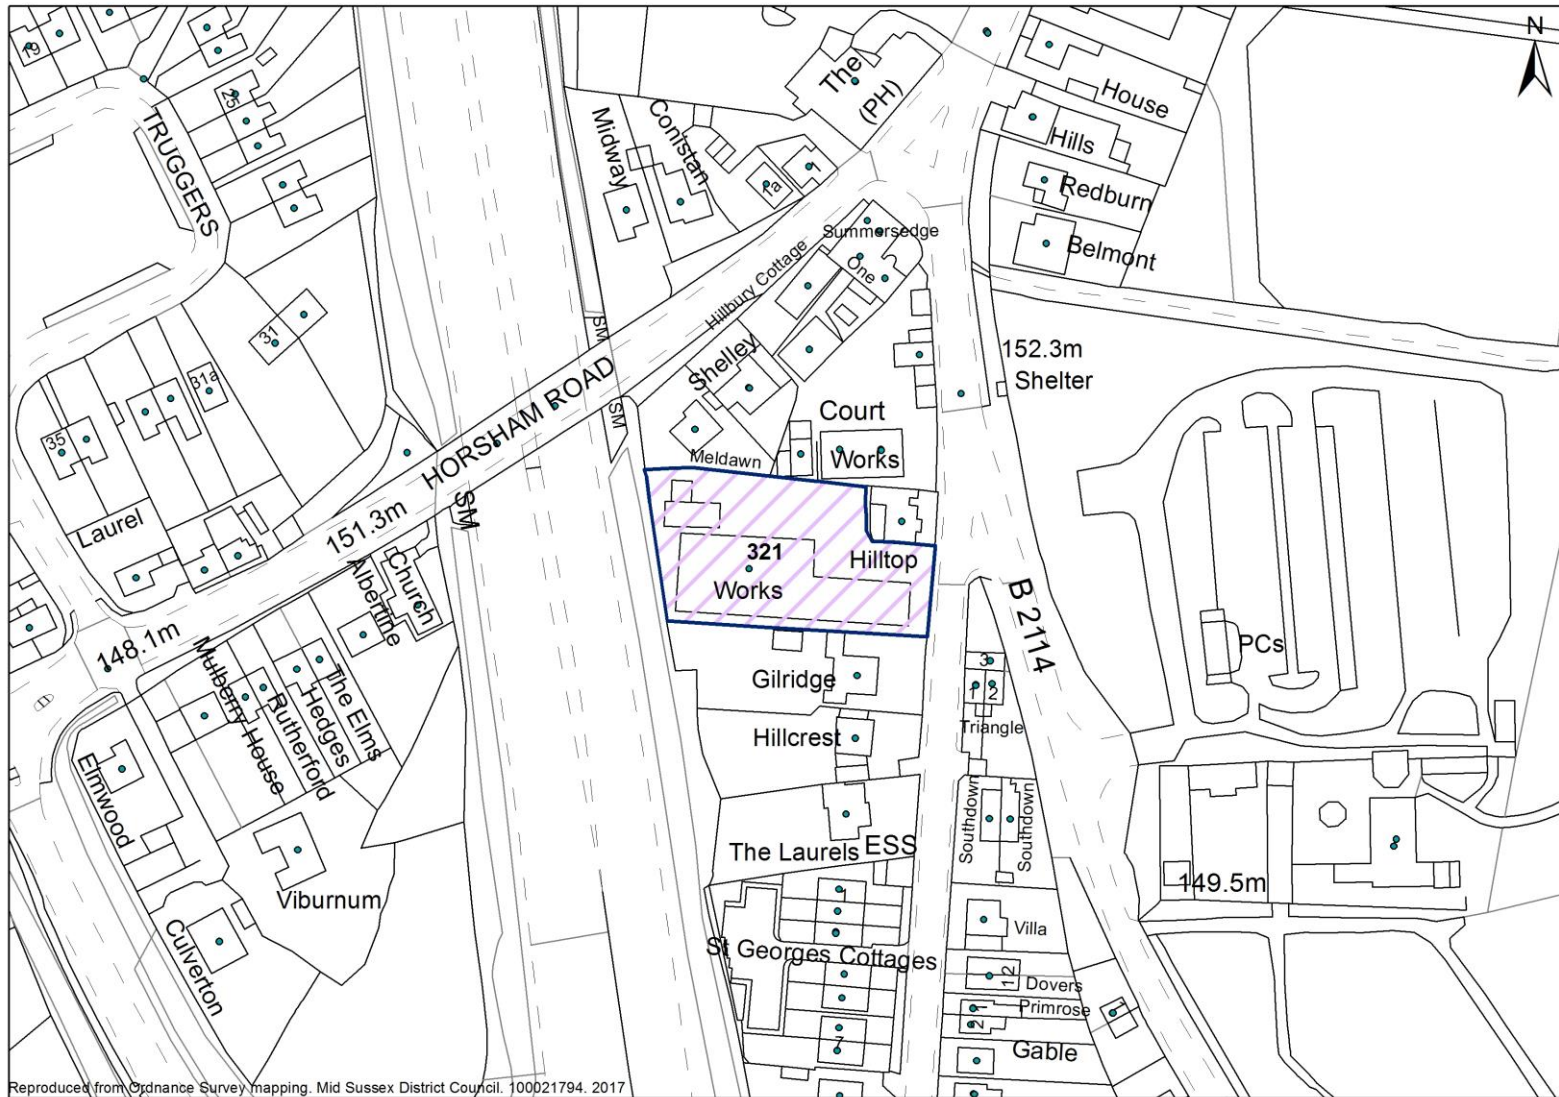 N
19
25
TRUGGERS
Midway
Conistan
The
(PH)
1a
1
House
Hills
Redburn
Belmont
Summersedge
One
Hillbury Cottage
31
31a
35
SM
HORSHAM ROAD
SM
Shelley
Meldawn
Court
Works
152.3m
Shelter
Laurel
151.3m
SM
148.1m
Church
Albertine
The Elms
Hedges
Rutherford
Mulberry House
Elmwood
Viburnum
Culverton
321
Works
Hilltop
B 2114
PCs
Gilridge
3
1
2
Triangle
Hillcrest
Southdown
Southdown
The Laurels
ESS
149.5m
1
St Georges Cottages
7
Villa
12
Dovers
1
Primrose
2
1
Gable
Reproduced from Ordnance Survey mapping. Mid Sussex District Council. 100021794. 2017